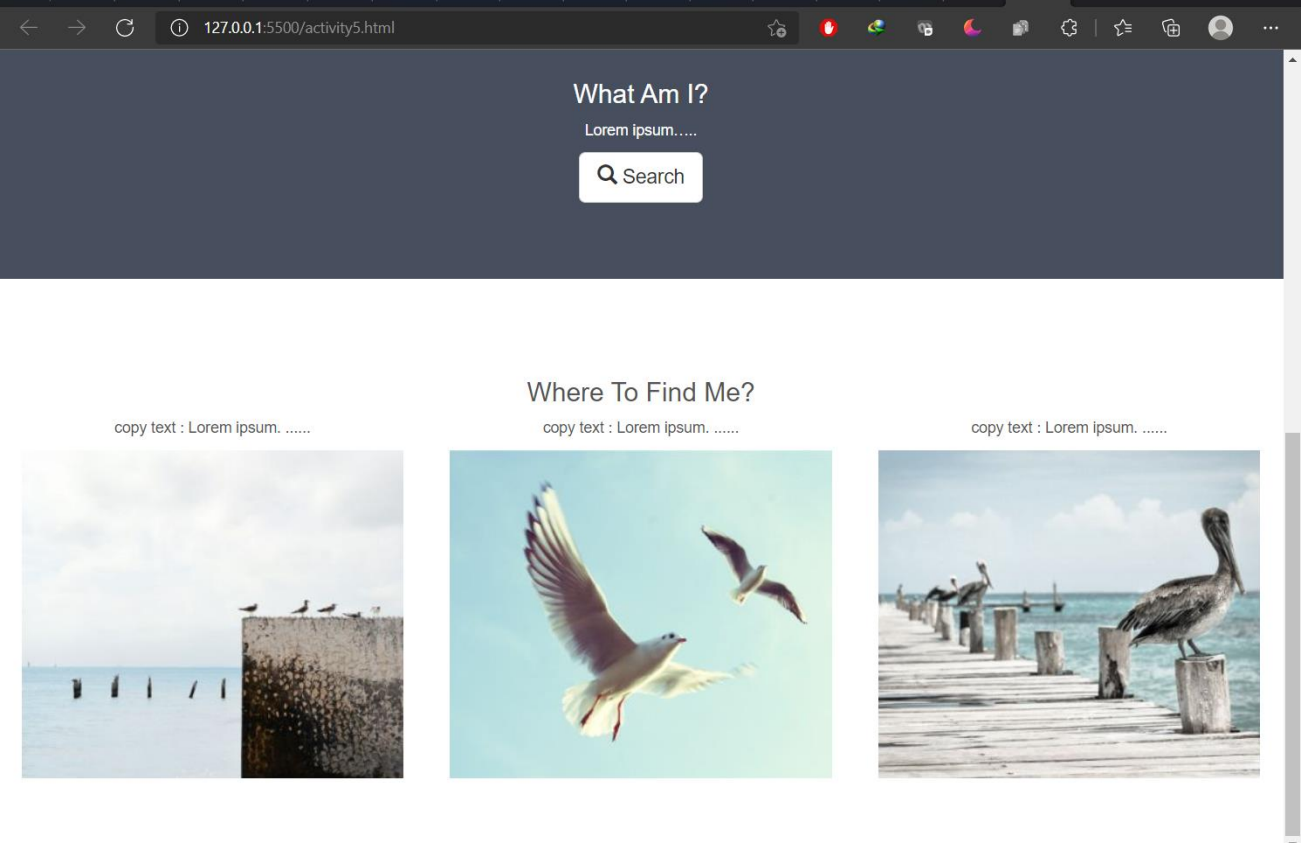 127.0.0.1:5500/activity5.html
What Am I?
Lorem ipsum.....
Search
Where To Find Me?
copy text : Lorem ipsum. ......
copy text : Lorem ipsum. ......
copy text : Lorem ipsum. ......